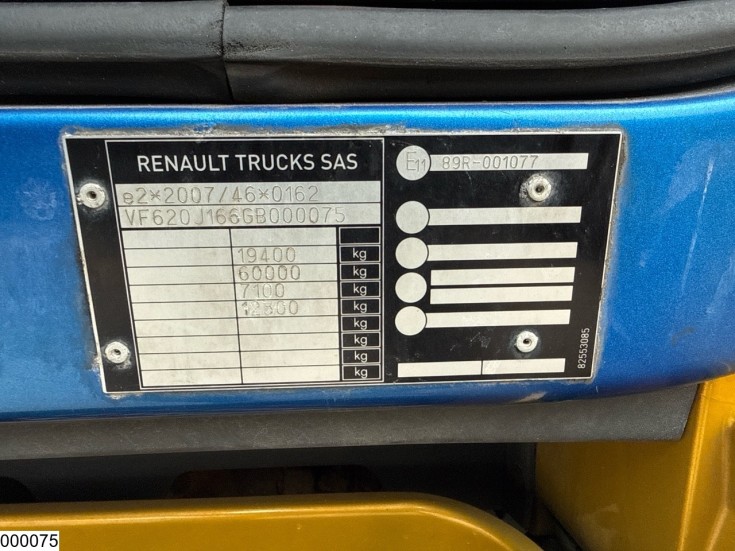 RENAULT TRUCKS SAS
e2*2007/46*0162
VF620J166GB000075
19400 kg
60000 kg
7100 kg
12600 kg
kg
kg
kg
kg
E11 89R-001077
82553085
000075